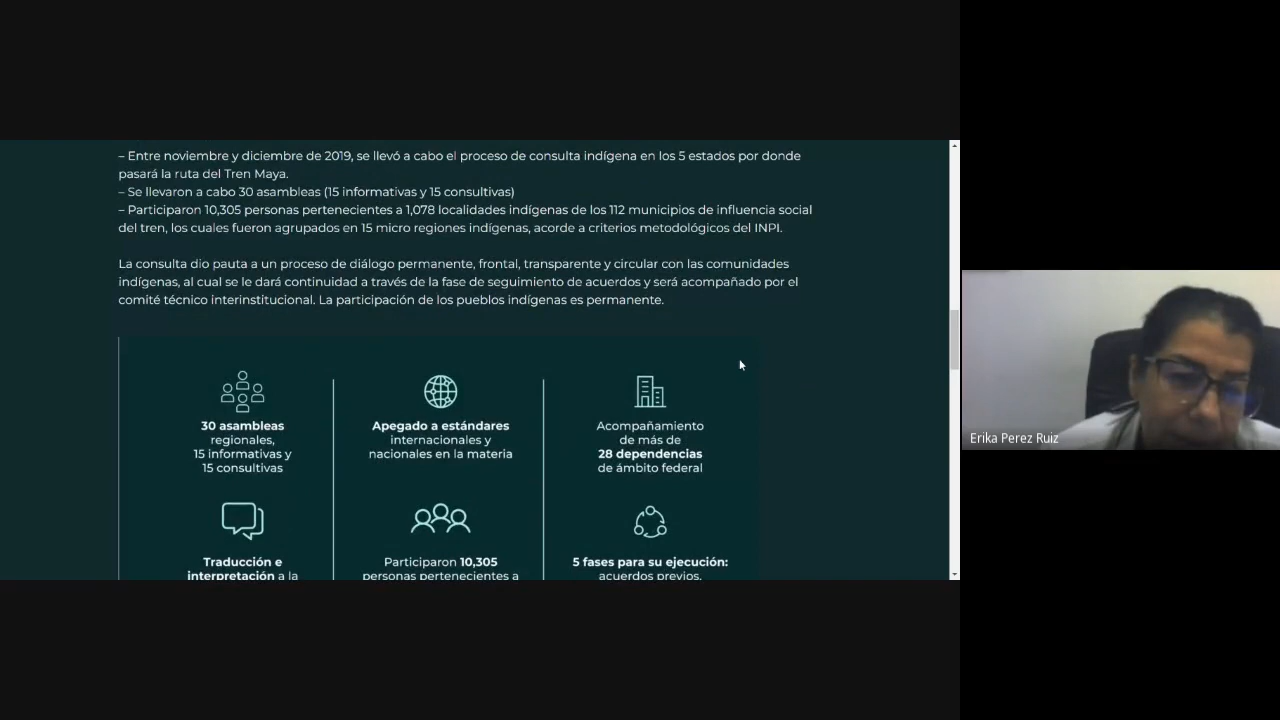 – Entre noviembre y diciembre de 2019, se llevó a cabo el proceso de consulta indígena en los 5 estados por donde
pasará la ruta del Tren Maya.
– Se llevaron a cabo 30 asambleas (15 informativas y 15 consultivas)
– Participaron 10,305 personas pertenecientes a 1,078 localidades indígenas de los 112 municipios de influencia social
del tren, los cuales fueron agrupados en 15 micro regiones indígenas, acorde a criterios metodológicos del INPI.
La consulta dio pauta a un proceso de diálogo permanente, frontal, transparente y circular con las comunidades
indígenas, al cual se le dará continuidad a través de la fase de seguimiento de acuerdos y será acompañado por el
comité técnico interinstitucional. La participación de los pueblos indígenas es permanente.
30 asambleas
regionales,
15 informativas y
15 consultivas
Apegado a estándares
internacionales y
nacionales en la materia
Acompañamiento
de más de
28 dependencias
de ámbito federal
Traducción e
interpretación a la
Participaron 10,305
personas pertenecientes a
5 fases para su ejecución:
acuerdos previos,
Erika Perez Ruiz